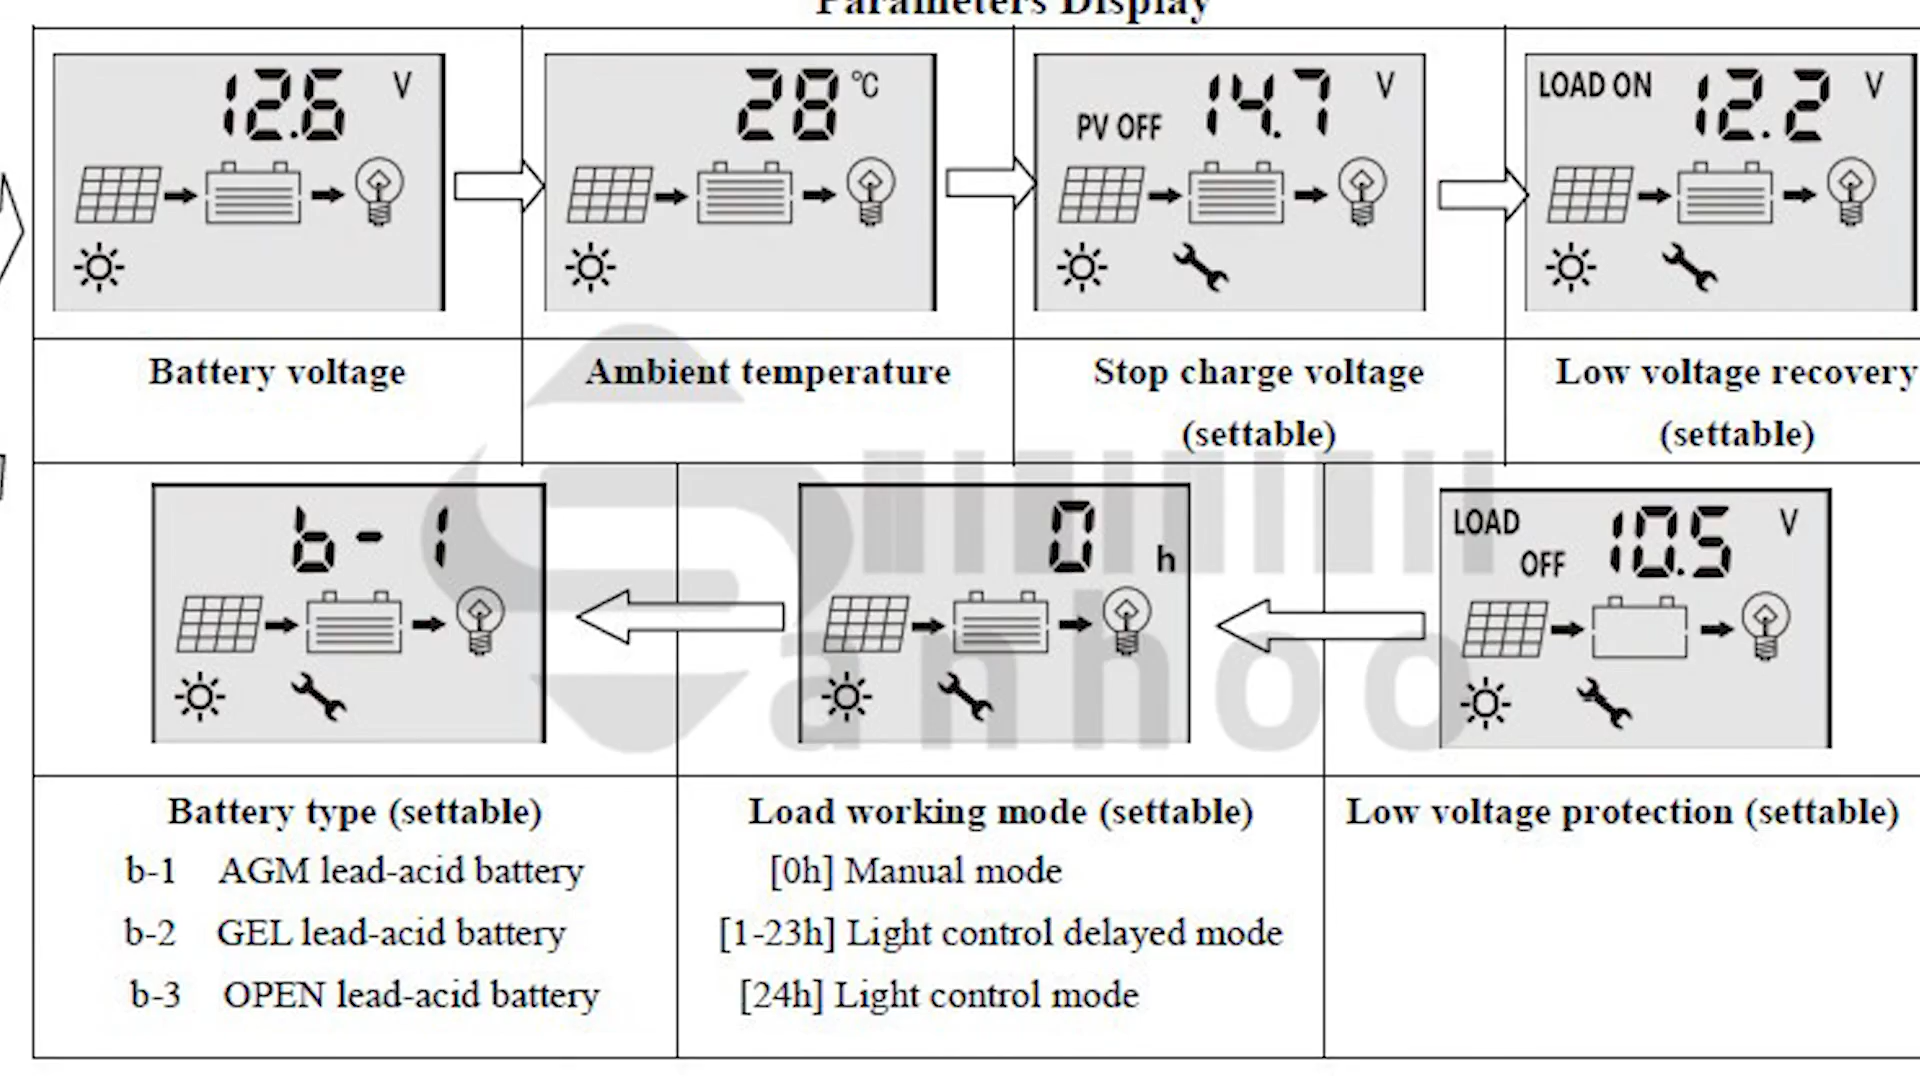 Parameters Display
12.6 V
28 °C
PV OFF 14.7 V
LOAD ON 12.2 V
Battery voltage
Ambient temperature
Stop charge voltage
(settable)
Low voltage recovery
(settable)
b-1
0 h
LOAD
OFF 10.5 V
Battery type (settable)
b-1 AGM lead-acid battery
b-2 GEL lead-acid battery
b-3 OPEN lead-acid battery
Load working mode (settable)
[0h] Manual mode
[1-23h] Light control delayed mode
[24h] Light control mode
Low voltage protection (settable)
anhoo